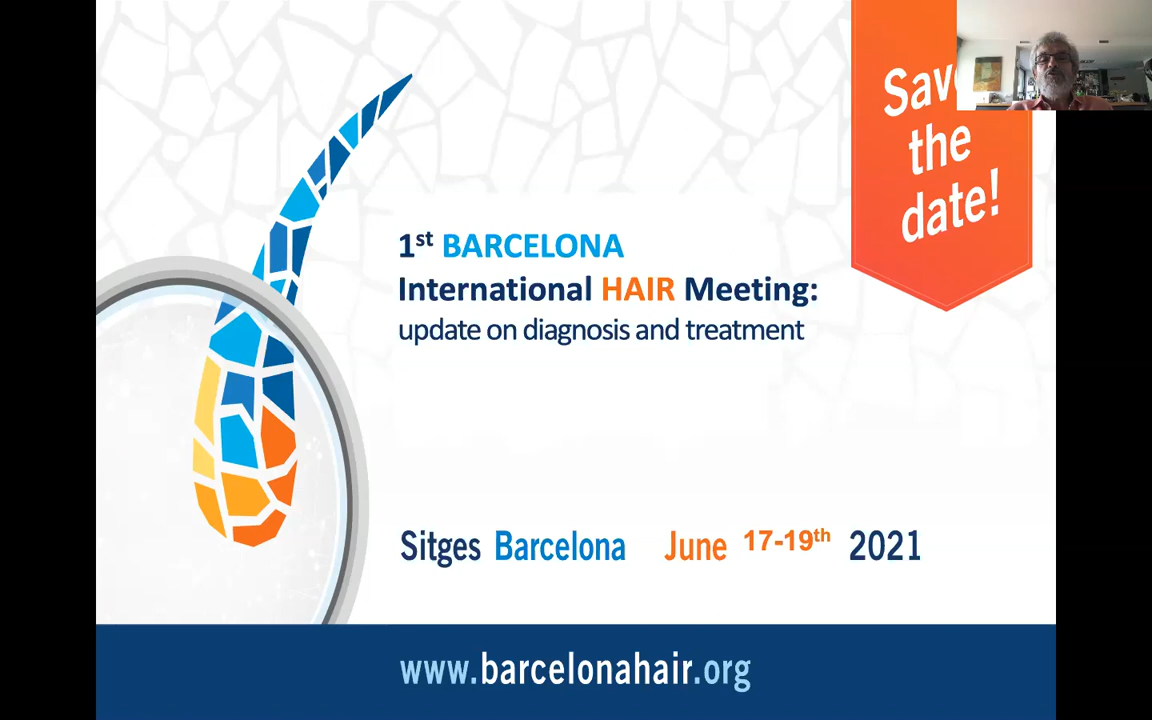 Save
the
date!
1st BARCELONA
International HAIR Meeting:
update on diagnosis and treatment
Sitges Barcelona June 17-19th 2021
www.barcelonahair.org